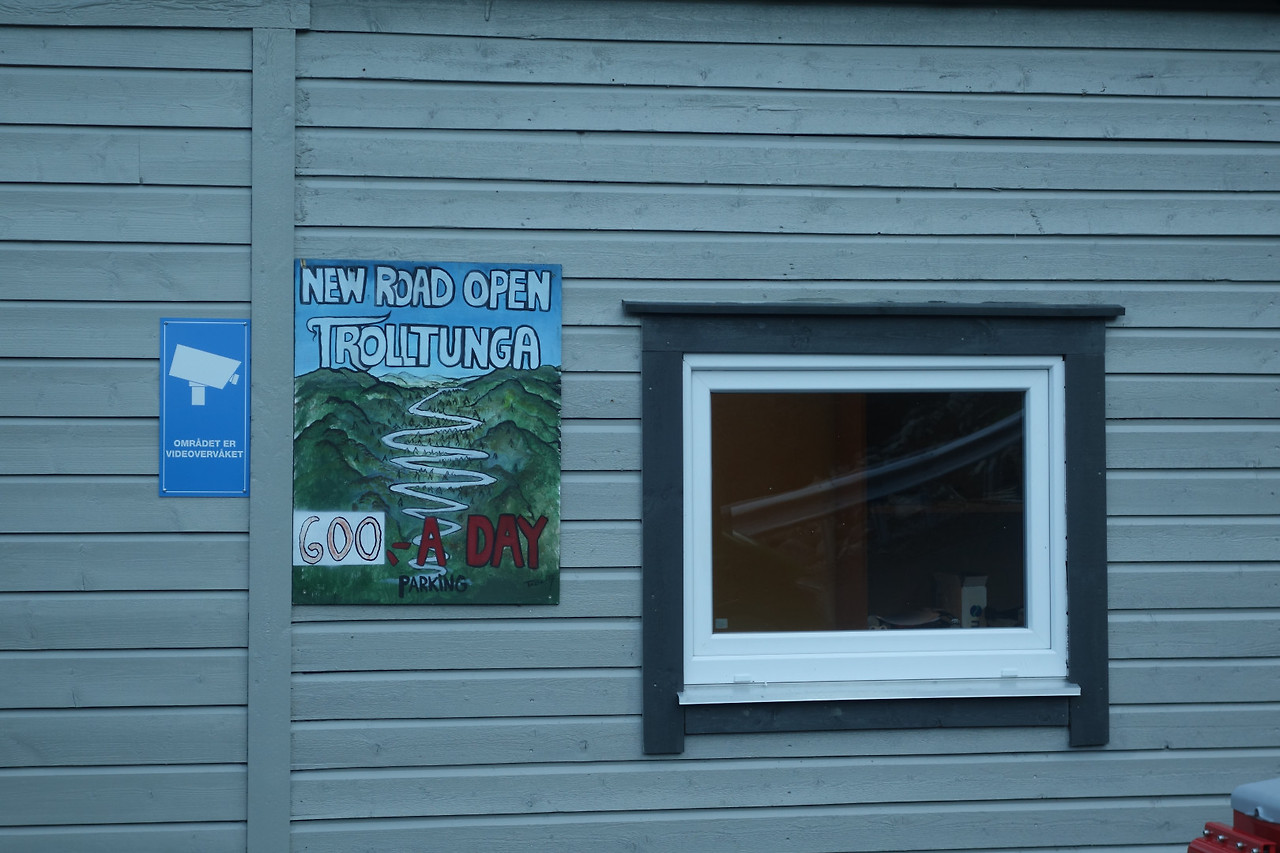 NEW ROAD OPEN
TROLLTUNGA
OMRÅDET ER
VIDEOVERVÅKET
600,- A DAY
PARKING